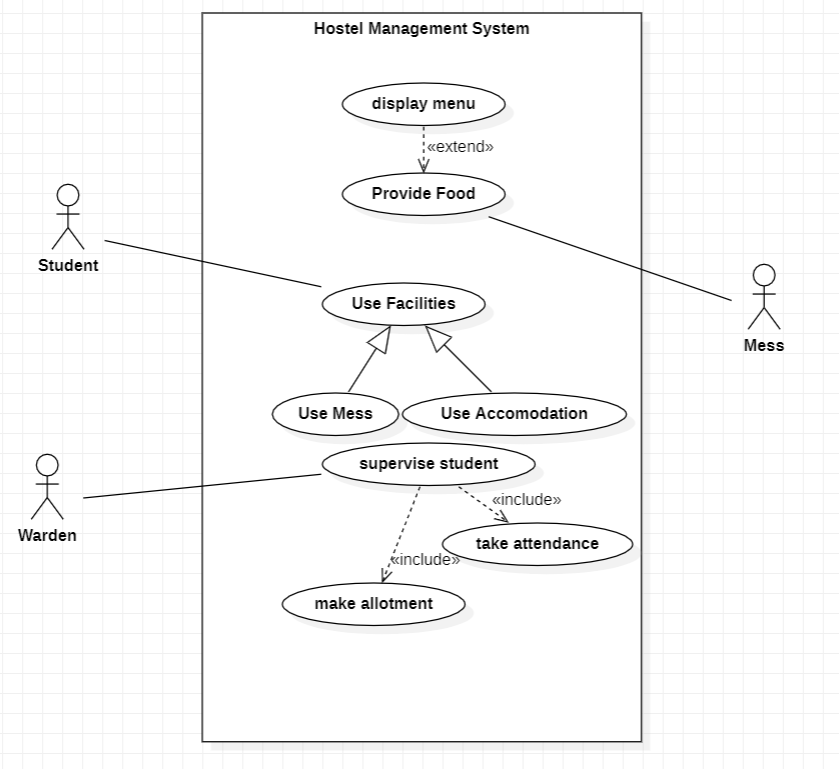 Hostel Management System
display menu
«extend»
Provide Food
Student
Use Facilities
Mess
Use Mess
Use Accomodation
supervise student
«include»
Warden
take attendance
«include»
make allotment